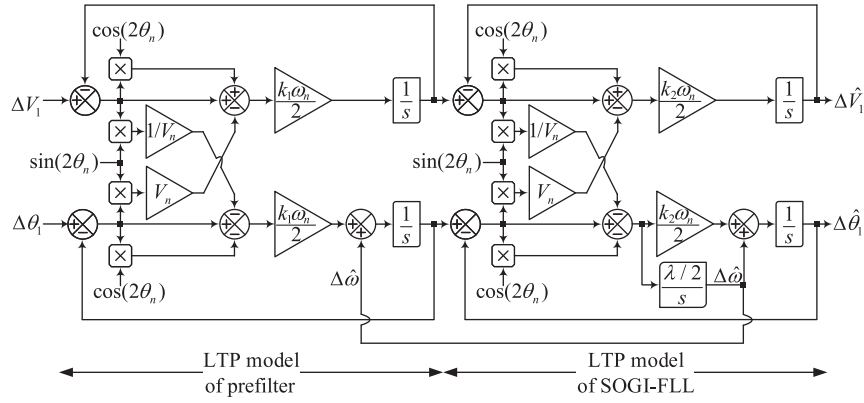 cos(2θₙ) cos(2θₙ)
ΔV₁ k₁ωₙ/2 1/s k₂ωₙ/2 1/s ΔV̂₁
1/Vₙ 1/Vₙ
sin(2θₙ) sin(2θₙ)
Vₙ Vₙ
Δθ₁ k₁ωₙ/2 1/s k₂ωₙ/2 1/s Δθ̂₁
cos(2θₙ) Δω̂ cos(2θₙ) λ/2/s Δω̂
LTP model LTP model
of prefilter of SOGI-FLL